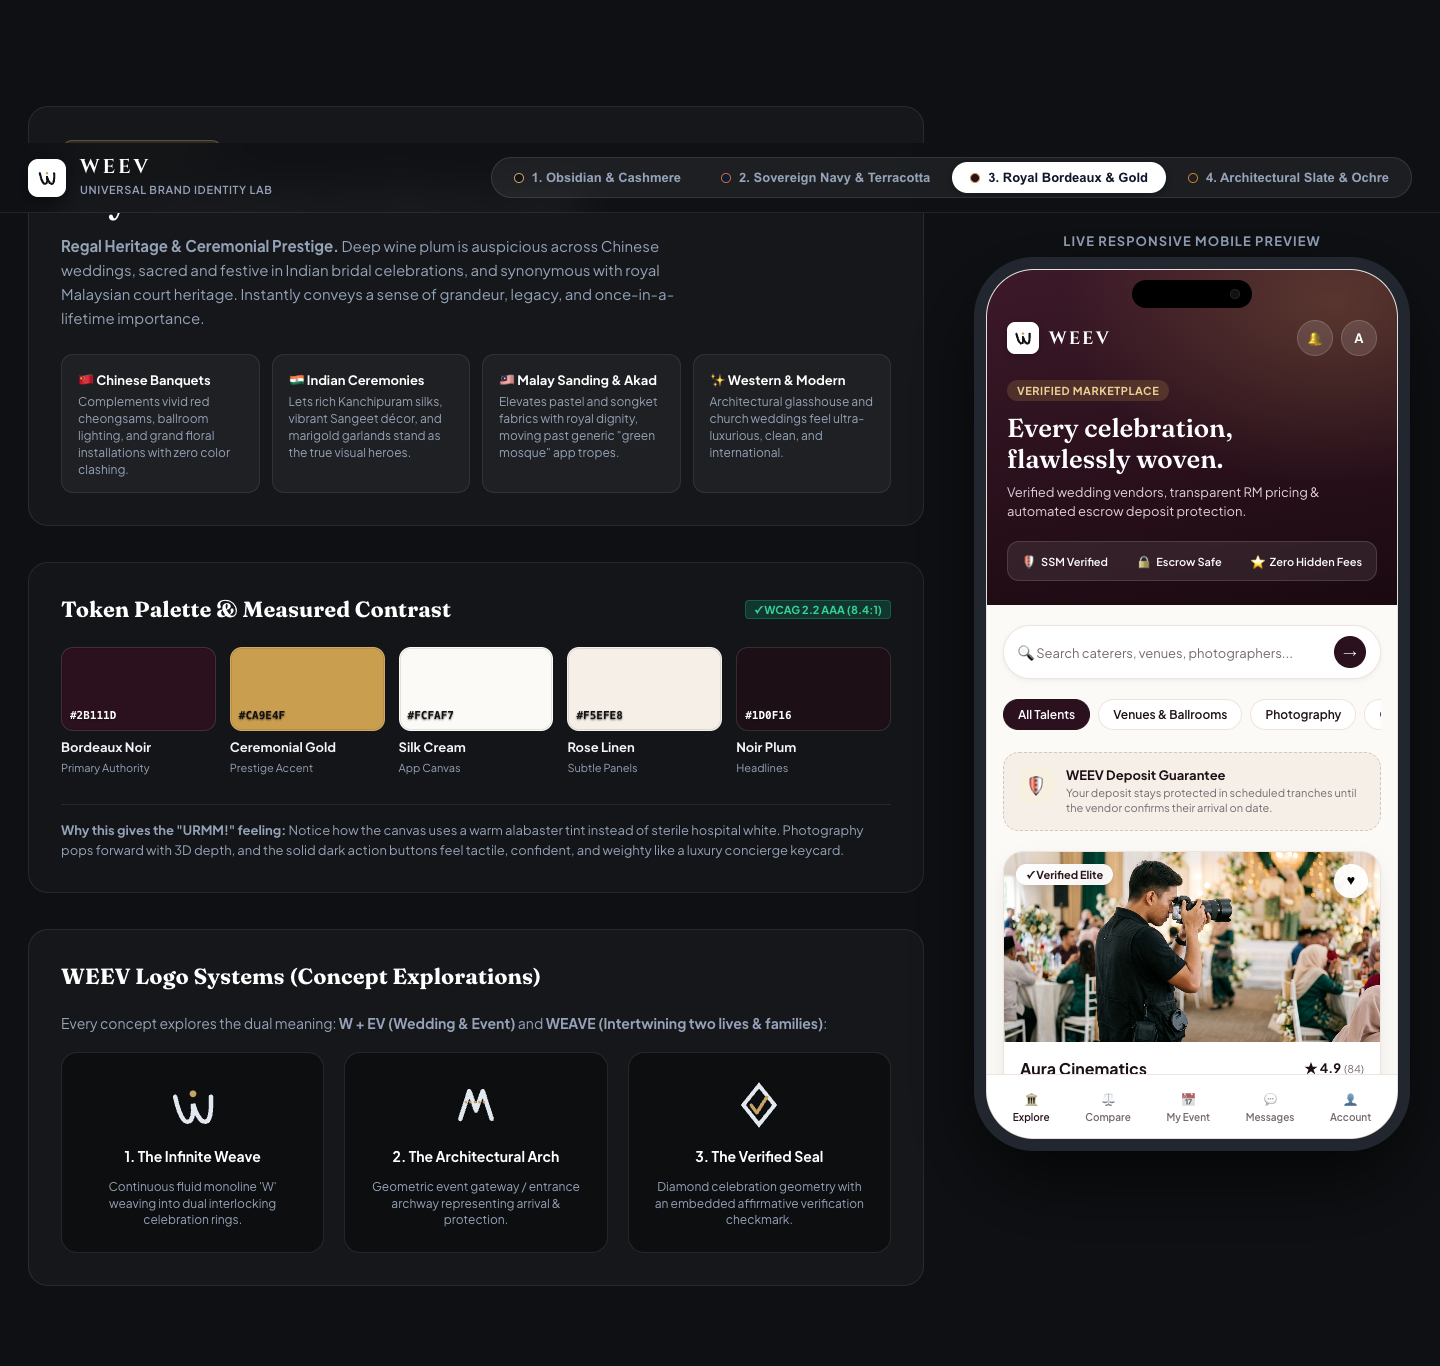 WEEV
UNIVERSAL BRAND IDENTITY LAB
1. Obsidian & Cashmere
2. Sovereign Navy & Terracotta
3. Royal Bordeaux & Gold
4. Architectural Slate & Ochre
Regal Heritage & Ceremonial Prestige. Deep wine plum is auspicious across Chinese
weddings, sacred and festive in Indian bridal celebrations, and synonymous with royal
Malaysian court heritage. Instantly conveys a sense of grandeur, legacy, and once-in-a-
lifetime importance.
🇨🇳 Chinese Banquets
Complements vivid red
cheongsams, ballroom
lighting, and grand floral
installations with zero color
clashing.
🇮🇳 Indian Ceremonies
Lets rich Kanchipuram silks,
vibrant Sangeet décor, and
marigold garlands stand as
the true visual heroes.
🇲🇾 Malay Sanding & Akad
Elevates pastel and songket
fabrics with royal dignity,
moving past generic "green
mosque" app tropes.
✨ Western & Modern
Architectural glasshouse and
church weddings feel ultra-
luxurious, clean, and
international.
Token Palette & Measured Contrast
✓ WCAG 2.2 AAA (8.4:1)
#2B111D
Bordeaux Noir
Primary Authority
#CA9E4F
Ceremonial Gold
Prestige Accent
#FCFAF7
Silk Cream
App Canvas
#F5EFE8
Rose Linen
Subtle Panels
#1D0F16
Noir Plum
Headlines
Why this gives the "URMM!" feeling: Notice how the canvas uses a warm alabaster tint instead of sterile hospital white. Photography
pops forward with 3D depth, and the solid dark action buttons feel tactile, confident, and weighty like a luxury concierge keycard.
WEEV Logo Systems (Concept Explorations)
Every concept explores the dual meaning: W + EV (Wedding & Event) and WEAVE (Intertwining two lives & families):
1. The Infinite Weave
Continuous fluid monoline 'W'
weaving into dual interlocking
celebration rings.
2. The Architectural Arch
Geometric event gateway / entrance
archway representing arrival &
protection.
3. The Verified Seal
Diamond celebration geometry with
an embedded affirmative verification
checkmark.
LIVE RESPONSIVE MOBILE PREVIEW
WEEV
A
VERIFIED MARKETPLACE
Every celebration,
flawlessly woven.
Verified wedding vendors, transparent RM pricing &
automated escrow deposit protection.
SSM Verified
Escrow Safe
Zero Hidden Fees
Search caterers, venues, photographers...
→
All Talents
Venues & Ballrooms
Photography
WEEV Deposit Guarantee
Your deposit stays protected in scheduled tranches until
the vendor confirms their arrival on date.
✓ Verified Elite
♥
Aura Cinematics
★ 4.9 (84)
Explore
Compare
My Event
Messages
Account